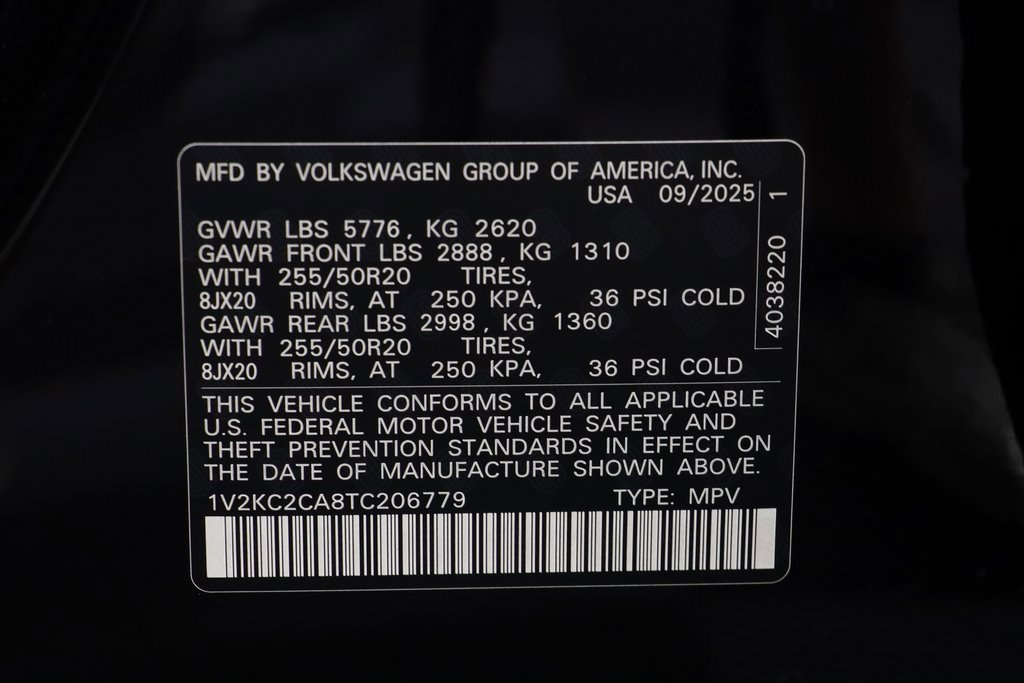 MFD BY VOLKSWAGEN GROUP OF AMERICA, INC.
USA 09/2025
GVWR LBS 5776, KG 2620
GAWR FRONT LBS 2888, KG 1310
WITH 255/50R20 TIRES,
8JX20 RIMS, AT 250 KPA, 36 PSI COLD
GAWR REAR LBS 2998, KG 1360
WITH 255/50R20 TIRES,
8JX20 RIMS, AT 250 KPA, 36 PSI COLD
4038220 1
THIS VEHICLE CONFORMS TO ALL APPLICABLE
U.S. FEDERAL MOTOR VEHICLE SAFETY AND
THEFT PREVENTION STANDARDS IN EFFECT ON
THE DATE OF MANUFACTURE SHOWN ABOVE.
1V2KC2CA8TC206779 TYPE: MPV